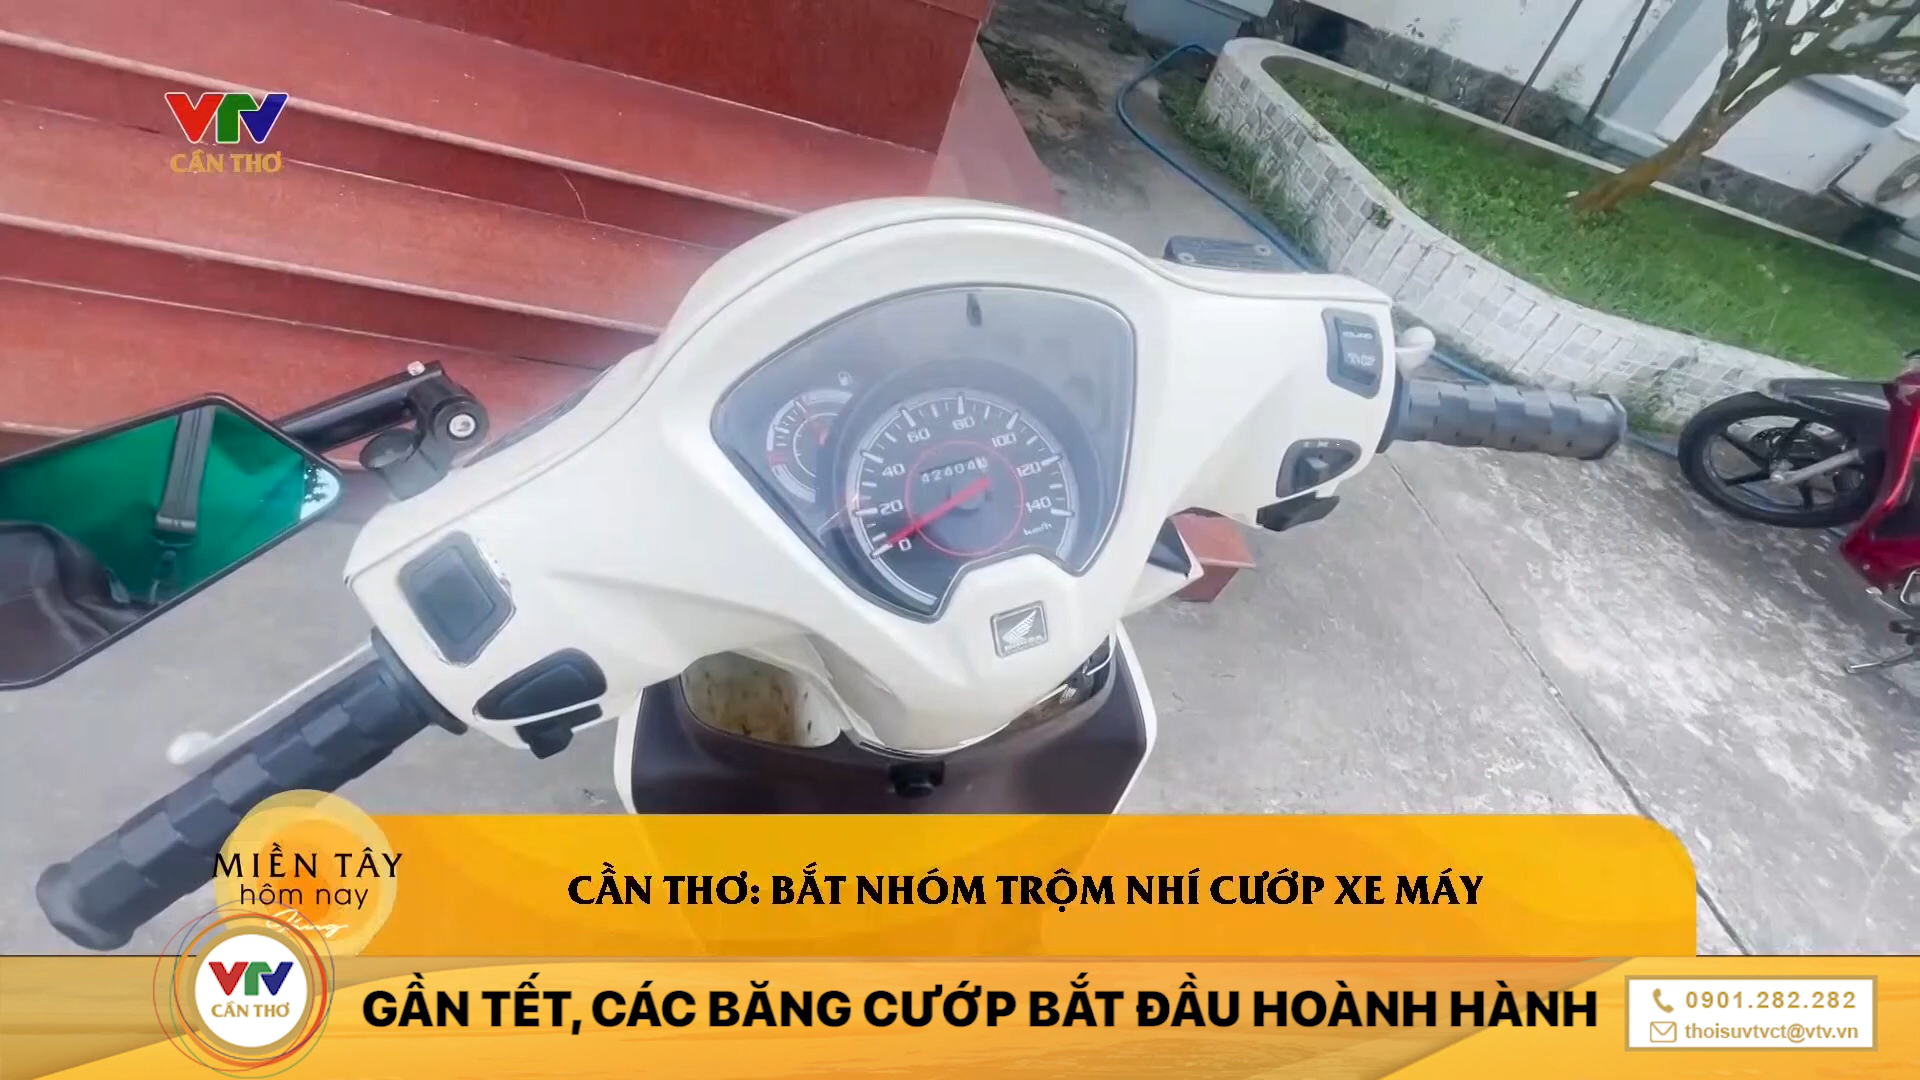 VTV
CẦN THƠ
20
40
60
80
100
120
140
0
km/h
HONDA
MIỀN TÂY
hôm nay
CẦN THƠ: BẮT NHÓM TRỘM NHÍ CƯỚP XE MÁY
VTV
CẦN THƠ
GẦN TẾT, CÁC BĂNG CƯỚP BẮT ĐẦU HOÀNH HÀNH
0901.282.282
thoisuvtvct@vtv.vn